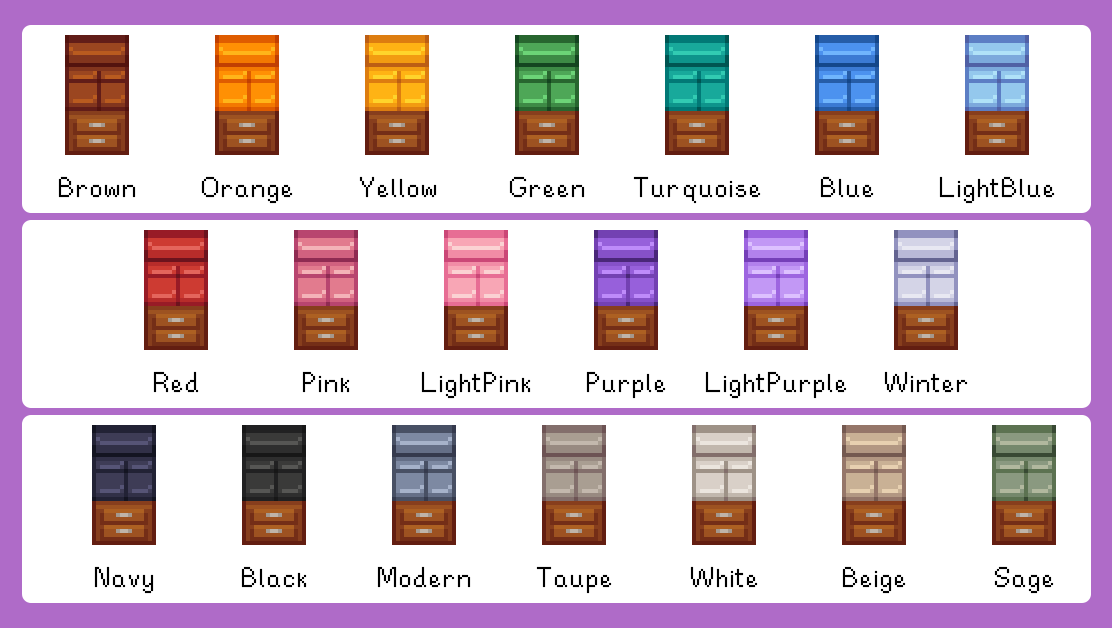 Brown Orange Yellow Green Turquoise Blue LightBlue
Red Pink LightPink Purple LightPurple Winter
Navy Black Modern Taupe White Beige Sage